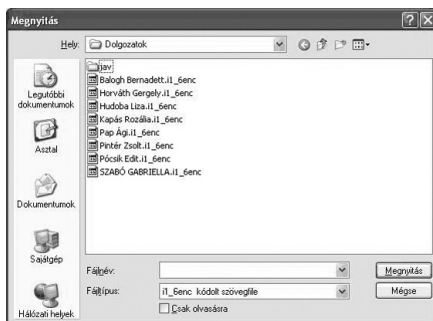 Megnyitás
Hely: Dolgozatok
Legutóbbi
dokumentumok
Asztal
Dokumentumok
Sajátgép
Hálózati helyek
jav
Balogh Bernadett.i1_6enc
Horváth Gergely.i1_6enc
Hudoba Liza.i1_6enc
Kapás Rozália.i1_6enc
Pap Ági.i1_6enc
Pintér Zsolt.i1_6enc
Pócsik Edit.i1_6enc
SZABÓ GABRIELLA.i1_6enc
Fájlnév: Megnyitás
Fájltípus: i1_6enc kódolt szövegfile Mégse
Csak olvasásra